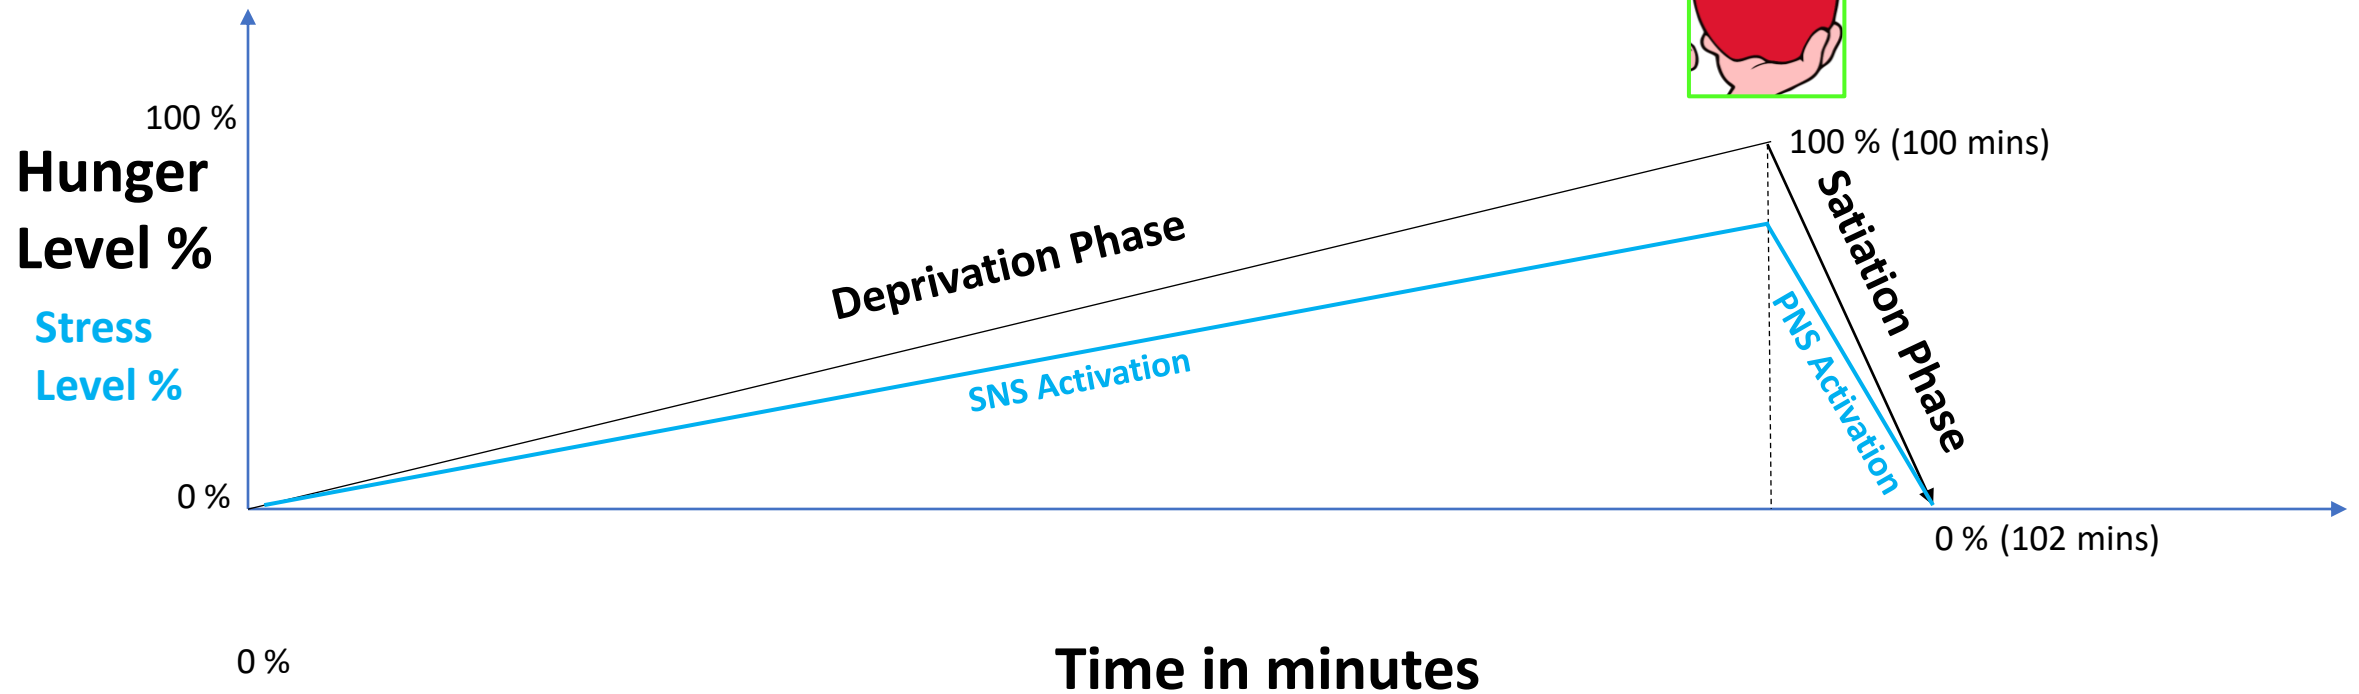 100 %
Hunger
Level %
Stress
Level %
0 %
Deprivation Phase
SNS Activation
100 % (100 mins)
Satiation Phase
PNS Activation
0 % (102 mins)
0 %
Time in minutes